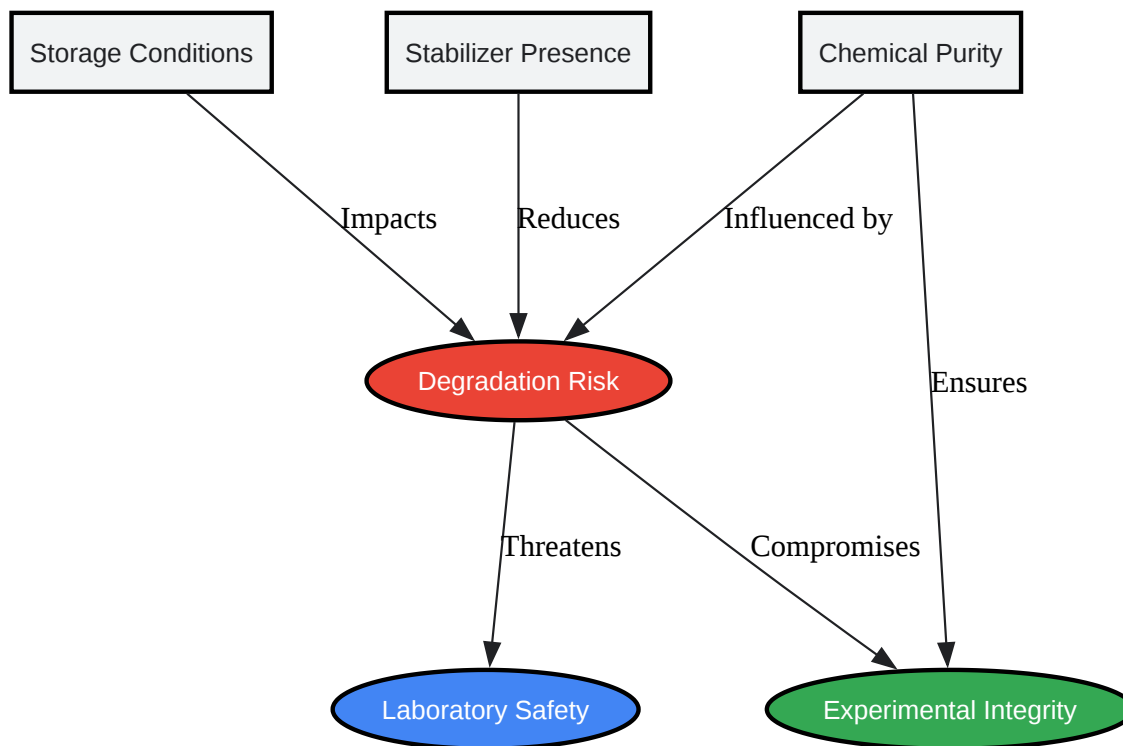 Storage Conditions
Stabilizer Presence
Chemical Purity
Impacts
Reduces
Influenced by
Degradation Risk
Ensures
Threatens
Compromises
Laboratory Safety
Experimental Integrity